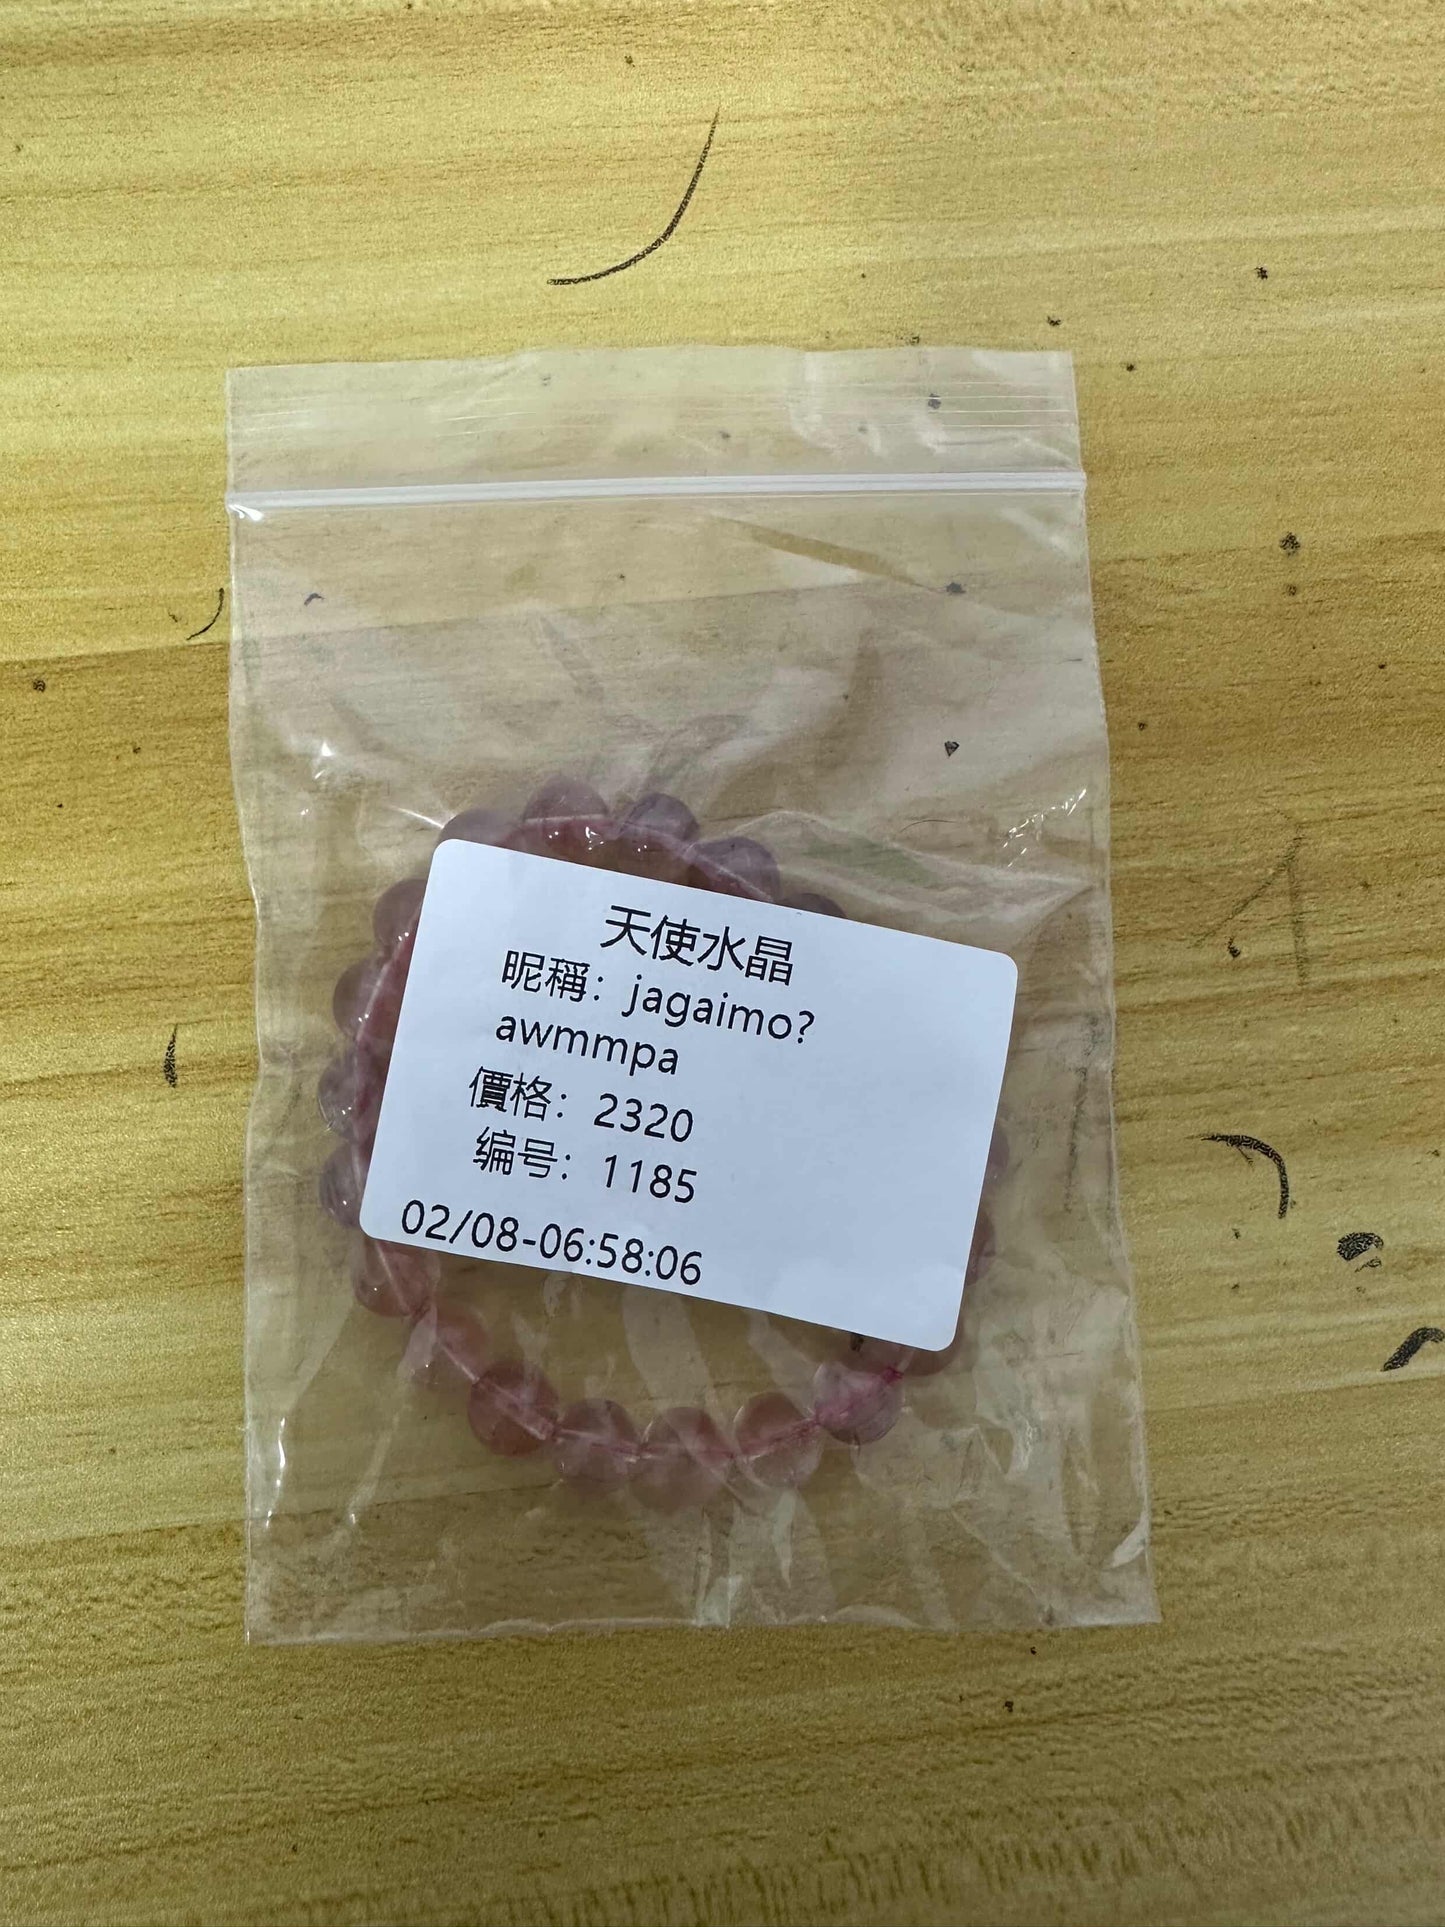 天使水晶
昵稱：jagaimo?
awmmpa
價格：2320
编号：1185
02/08-06:58:06